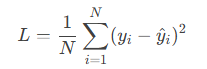 L = \frac{1}{N} \sum_{i=1}^{N} (y_i - \hat{y}_i)^2